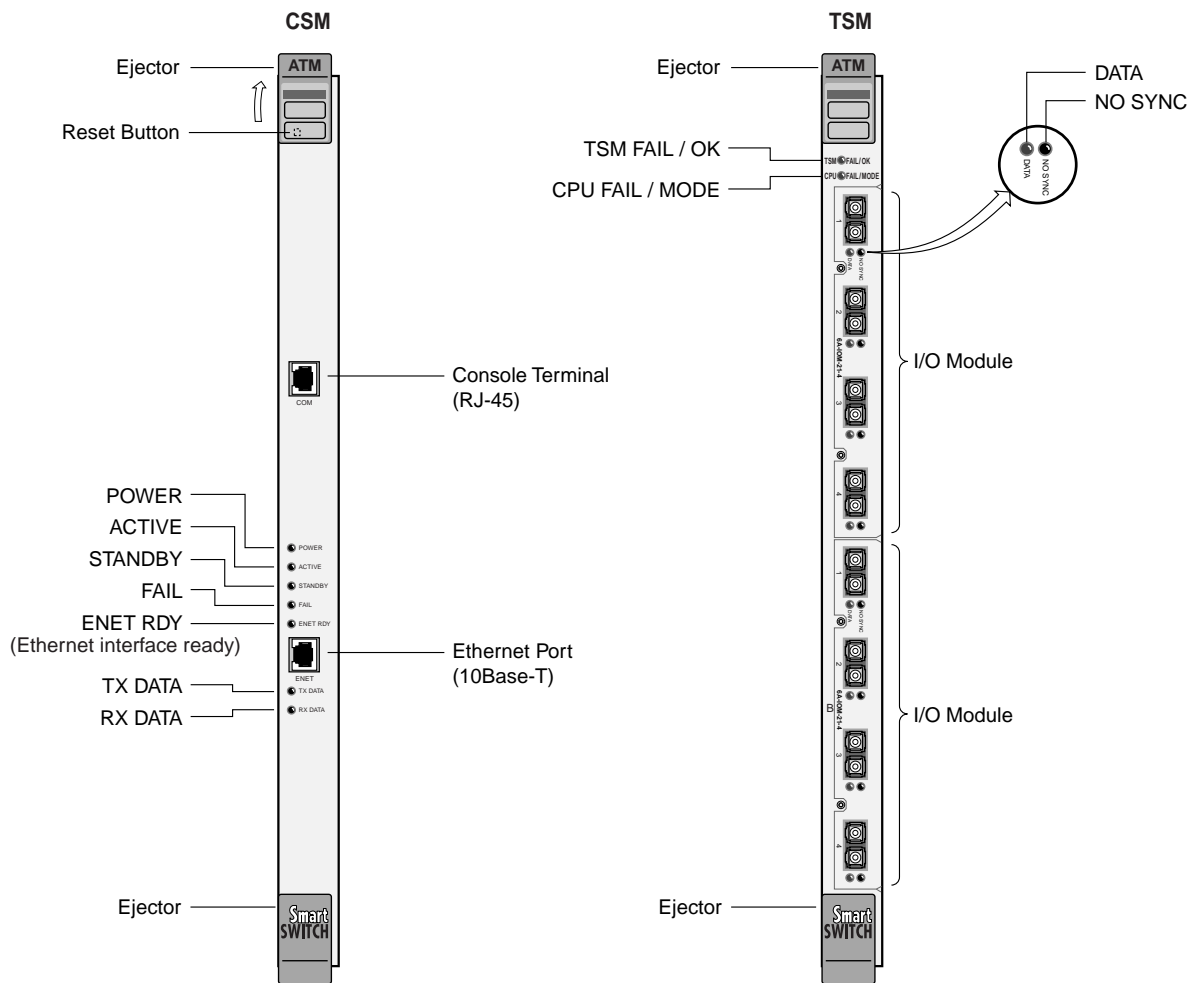 CSM
TSM
Ejector
ATM
Reset Button
COM
Console Terminal
(RJ-45)
POWER
ACTIVE
STANDBY
FAIL
ENET RDY
(Ethernet interface ready)
TX DATA
RX DATA
POWER
ACTIVE
STANDBY
FAIL
ENET RDY
ENET
TX DATA
RX DATA
Ethernet Port
(10Base-T)
Ejector
Smart
SWITCH
Ejector
ATM
TSM FAIL / OK
CPU FAIL / MODE
TSM FAIL/OK
CPU FAIL/MODE
DATA
NO SYNC
DATA
NO SYNC
1
DATA
NO SYNC
2
6A-IOM-21-4
3
4
I/O Module
1
DATA
NO SYNC
2
B
6A-IOM-21-4
3
4
I/O Module
Ejector
Smart
SWITCH